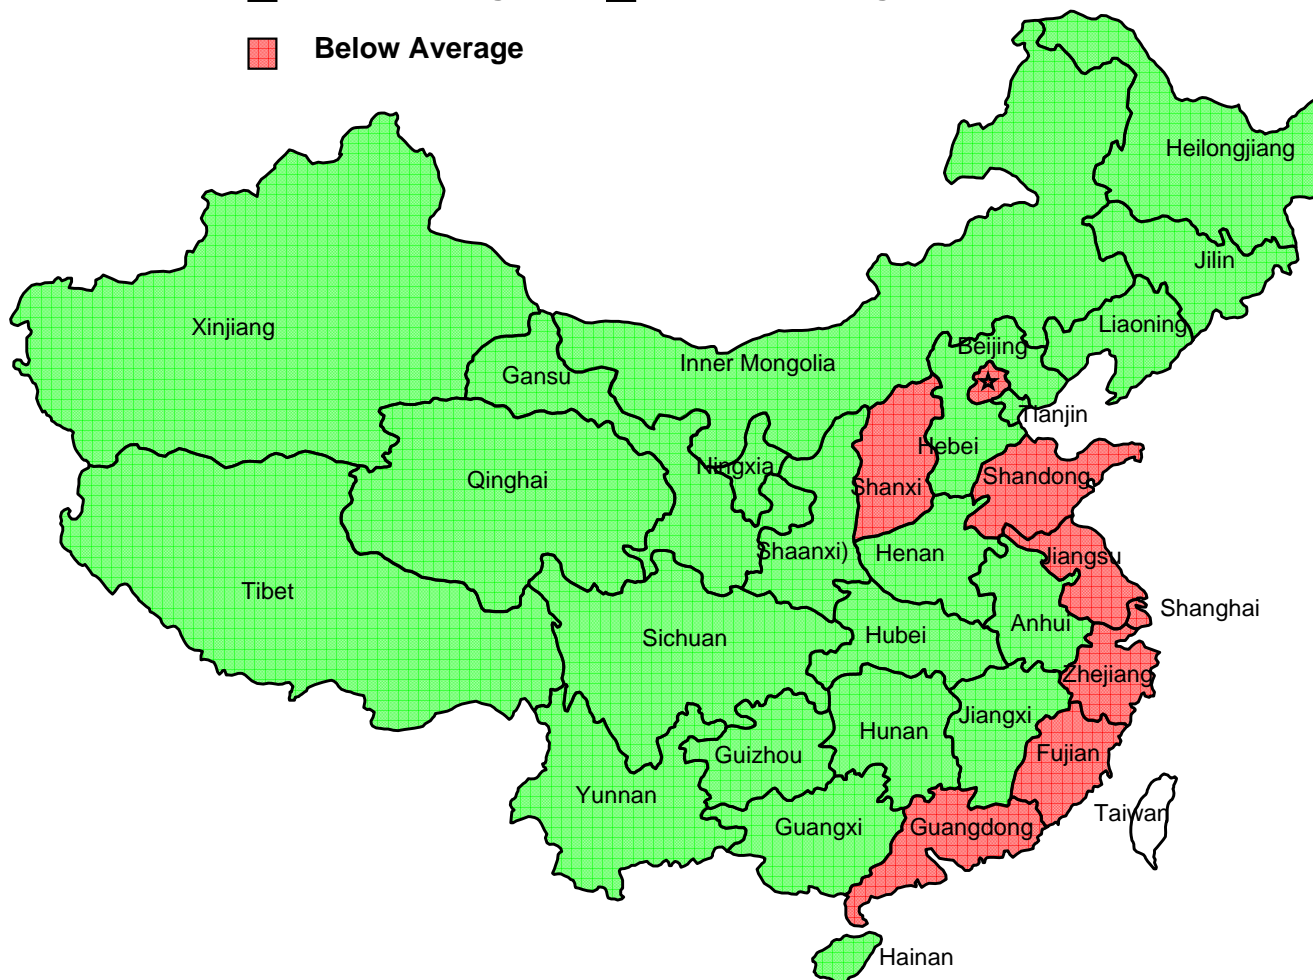 Below Average
Heilongjiang
Jilin
Liaoning
Xinjiang
Beijing
Inner Mongolia
Gansu
Tianjin
Hebei
Ningxia
Shandong
Qinghai
Shanxi
Shaanxi)
Henan
Jiangsu
Tibet
Shanghai
Anhui
Hubei
Sichuan
Zhejiang
Jiangxi
Hunan
Fujian
Guizhou
Yunnan
Taiwan
Guangxi
Guangdong
Hainan